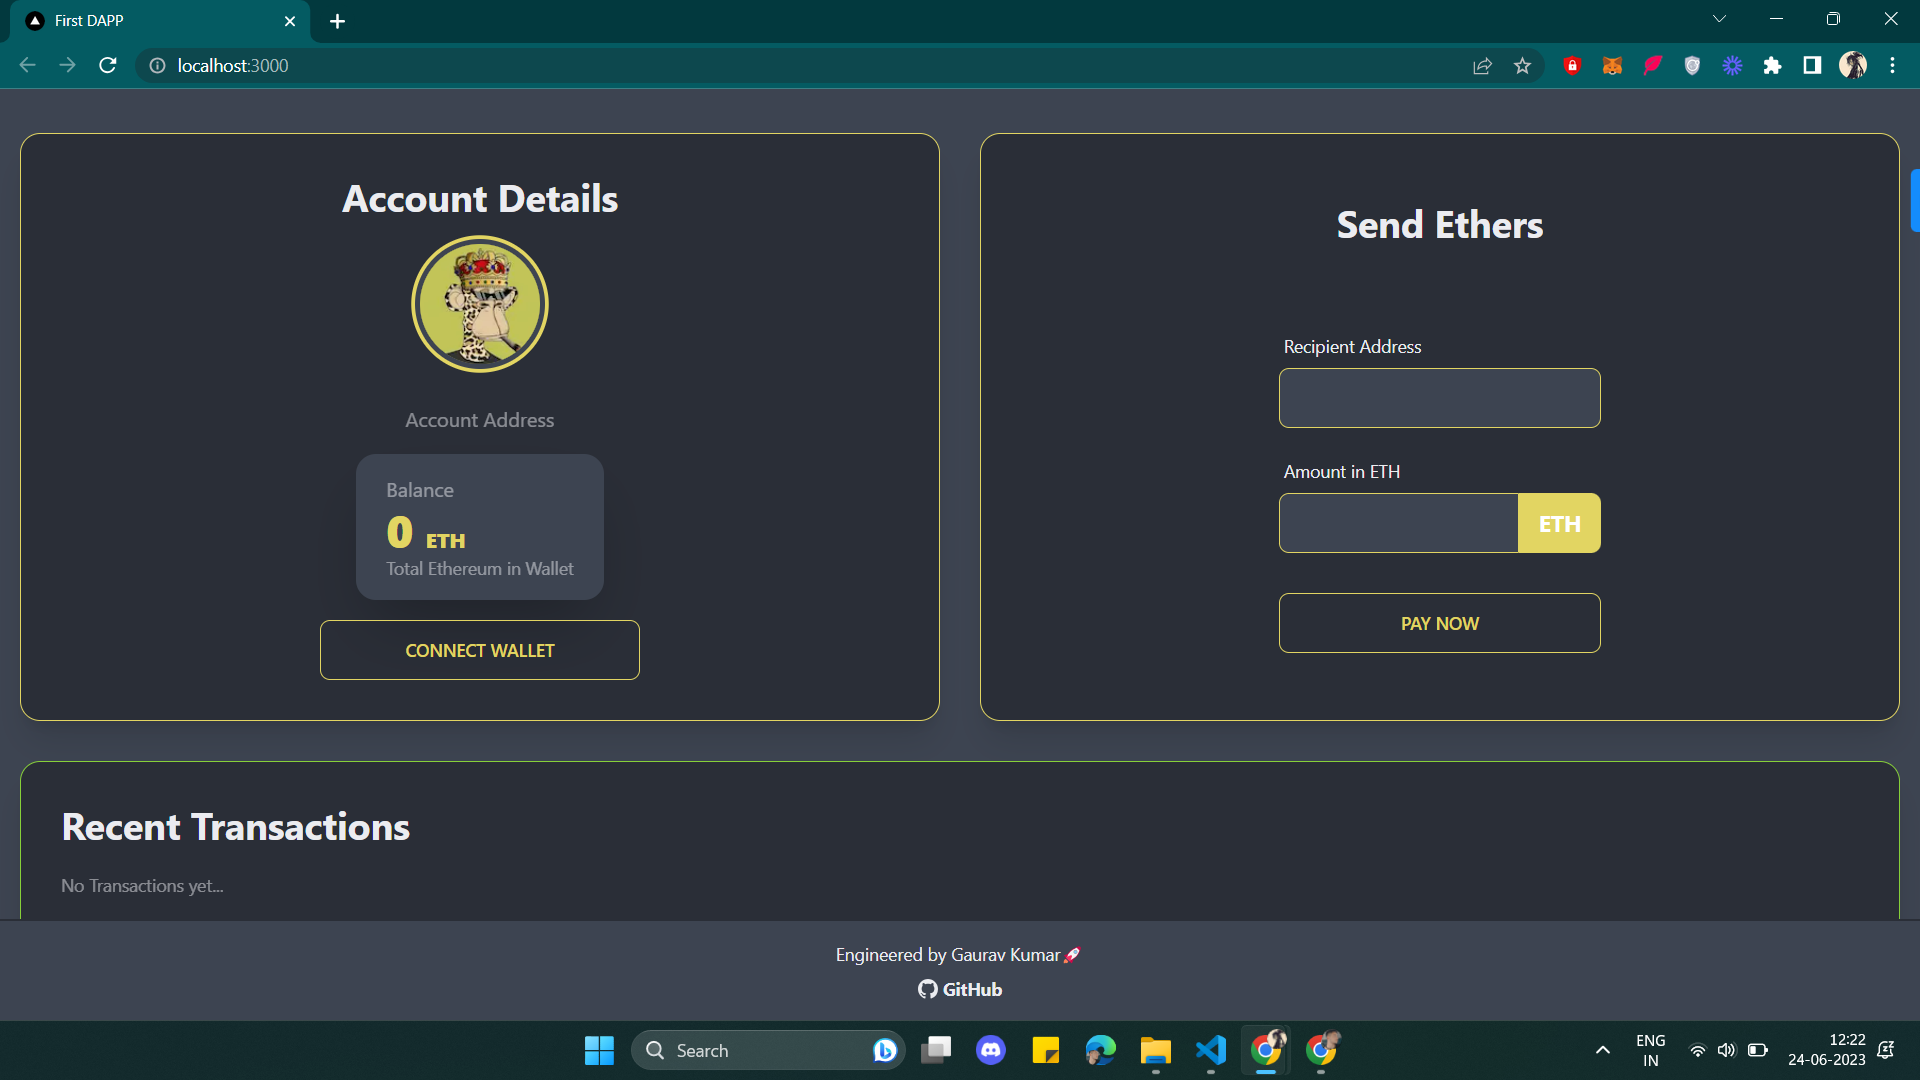 First DAPP
localhost:3000
Account Details
Account Address
Balance
0 ETH
Total Ethereum in Wallet
CONNECT WALLET
Send Ethers
Recipient Address
Amount in ETH
ETH
PAY NOW
Recent Transactions
No Transactions yet...
Engineered by Gaurav Kumar🚀
GitHub
Search
ENG
IN
12:22
24-06-2023